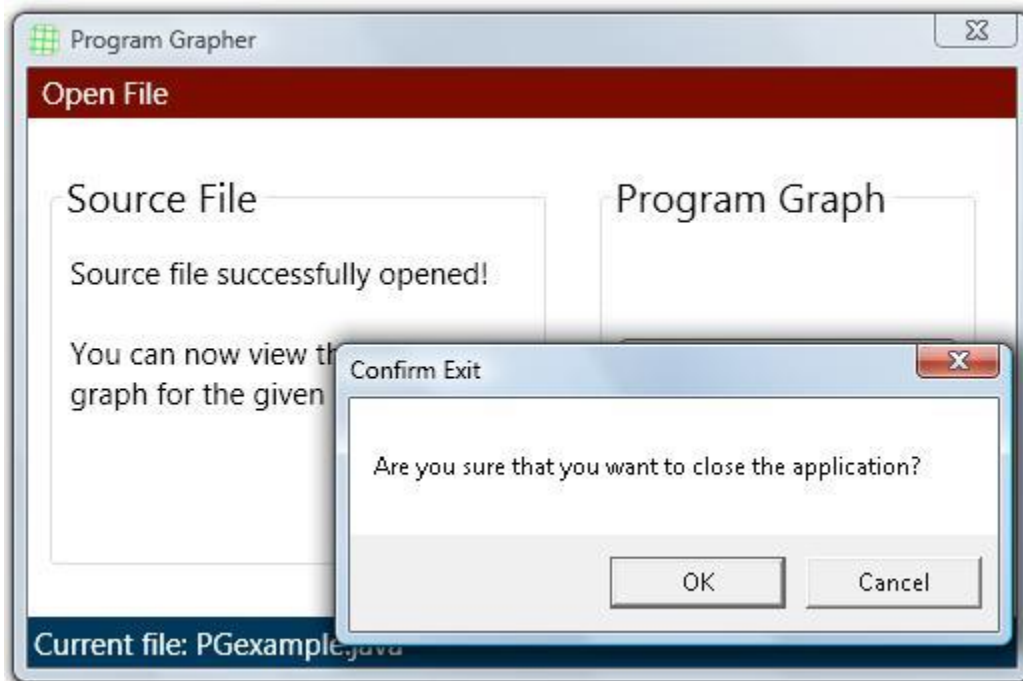 Program Grapher
Open File
Source File
Program Graph
Source file successfully opened!
You can now view
graph for the given
Confirm Exit
Are you sure that you want to close the application?
OK
Cancel
Current file: PGexample.java